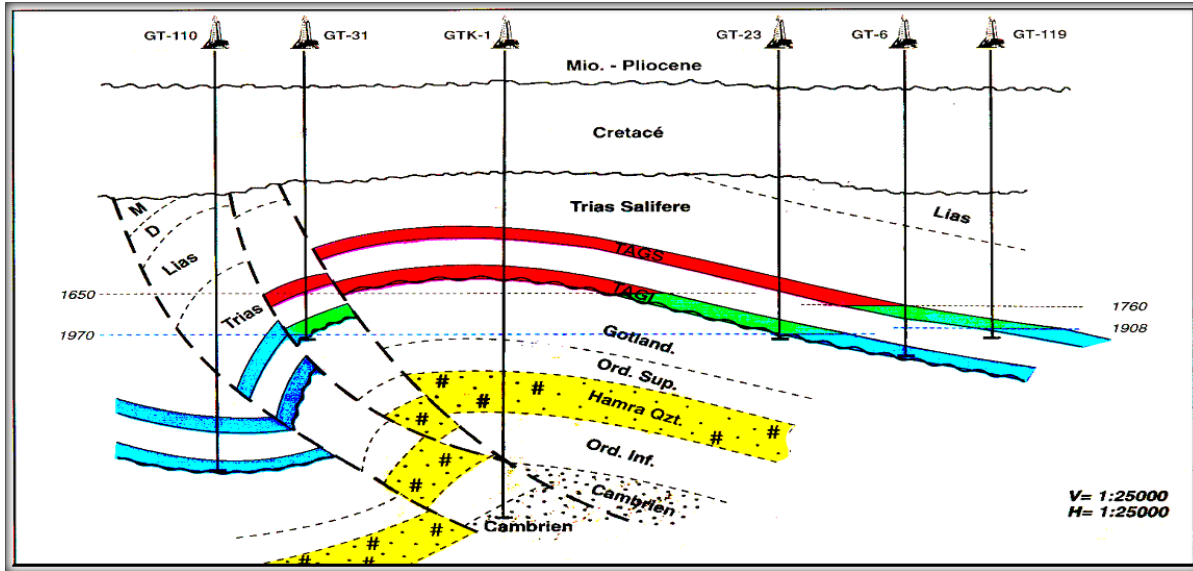 GT-110 GT-31 GTK-1 GT-23 GT-6 GT-119
Mio. - Pliocene
Cretacé
M
D
Lias
Trias
Trias Salifere
Lias
TAGS
TAGI
1650
1970
1760
1908
Gotland.
Ord. Sup.
Hamra Qzt.
Ord. Inf.
Cambrien
Cambrien
V= 1:25000
H= 1:25000
# # # # # # # # # # #